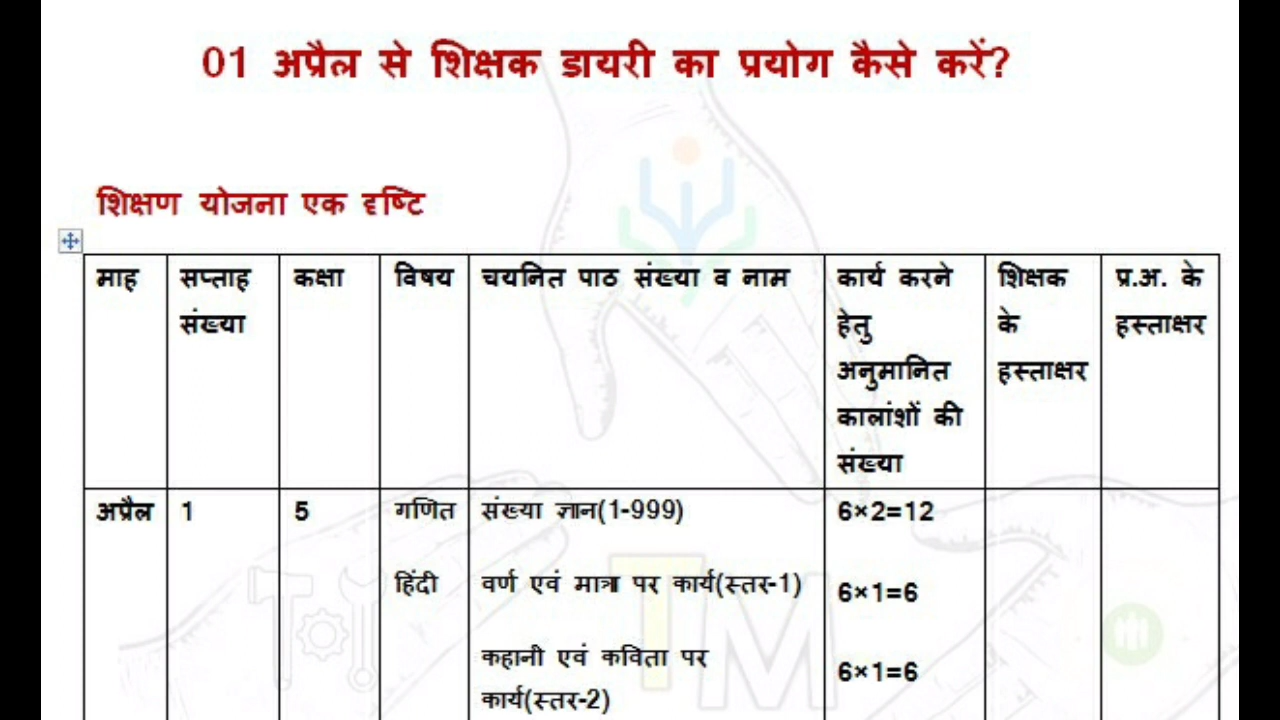 01 अप्रैल से शिक्षक डायरी का प्रयोग कैसे करें?
शिक्षण योजना एक दृष्टि
माह
सप्ताह
संख्या
कक्षा
विषय
चयनित पाठ संख्या व नाम
कार्य करने
हेतु
अनुमानित
कालांशों की
संख्या
शिक्षक
के
हस्ताक्षर
प्र.अ. के
हस्ताक्षर
अप्रैल
1
5
गणित
संख्या ज्ञान(1-999)
6×2=12
हिंदी
वर्ण एवं मात्रा पर कार्य(स्तर-1)
6×1=6
कहानी एवं कविता पर
कार्य(स्तर-2)
6×1=6
TM